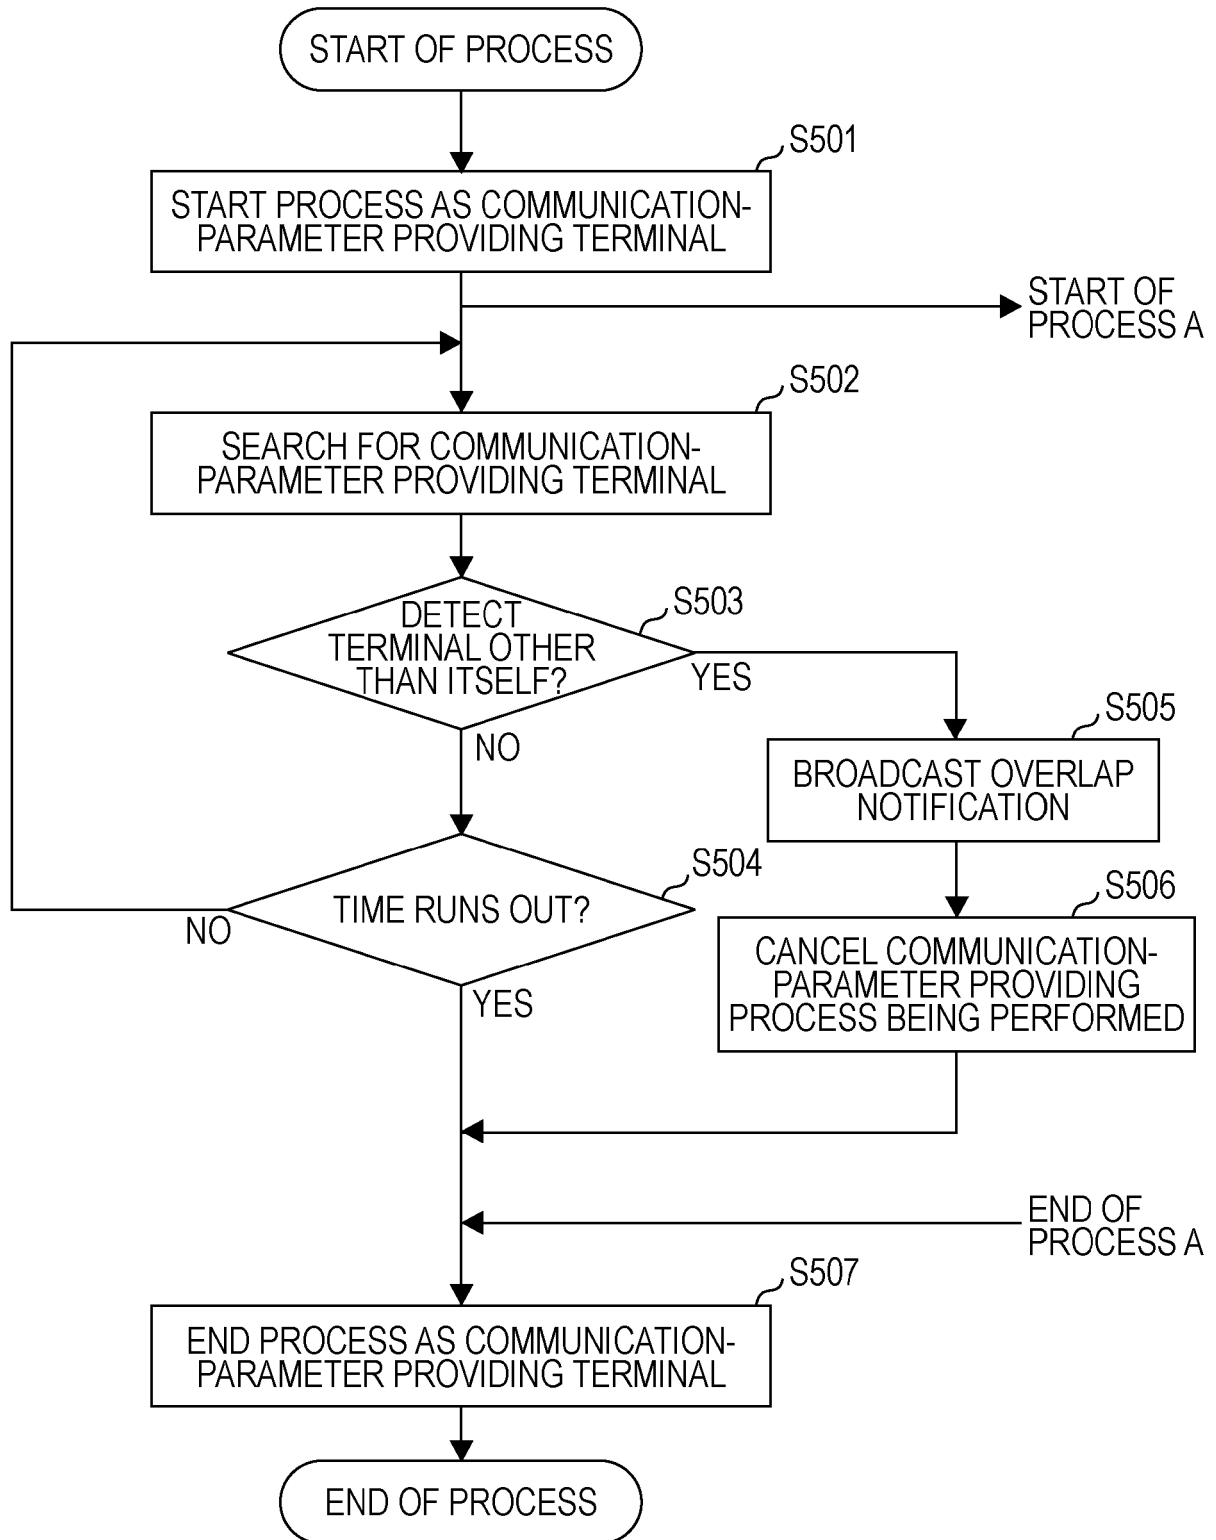 START OF PROCESS
S501
START PROCESS AS COMMUNICATION-
PARAMETER PROVIDING TERMINAL
START OF
PROCESS A
S502
SEARCH FOR COMMUNICATION-
PARAMETER PROVIDING TERMINAL
S503
DETECT
TERMINAL OTHER
THAN ITSELF?
YES
NO
S505
BROADCAST OVERLAP
NOTIFICATION
S504
TIME RUNS OUT?
NO
YES
S506
CANCEL COMMUNICATION-
PARAMETER PROVIDING
PROCESS BEING PERFORMED
END OF
PROCESS A
S507
END PROCESS AS COMMUNICATION-
PARAMETER PROVIDING TERMINAL
END OF PROCESS